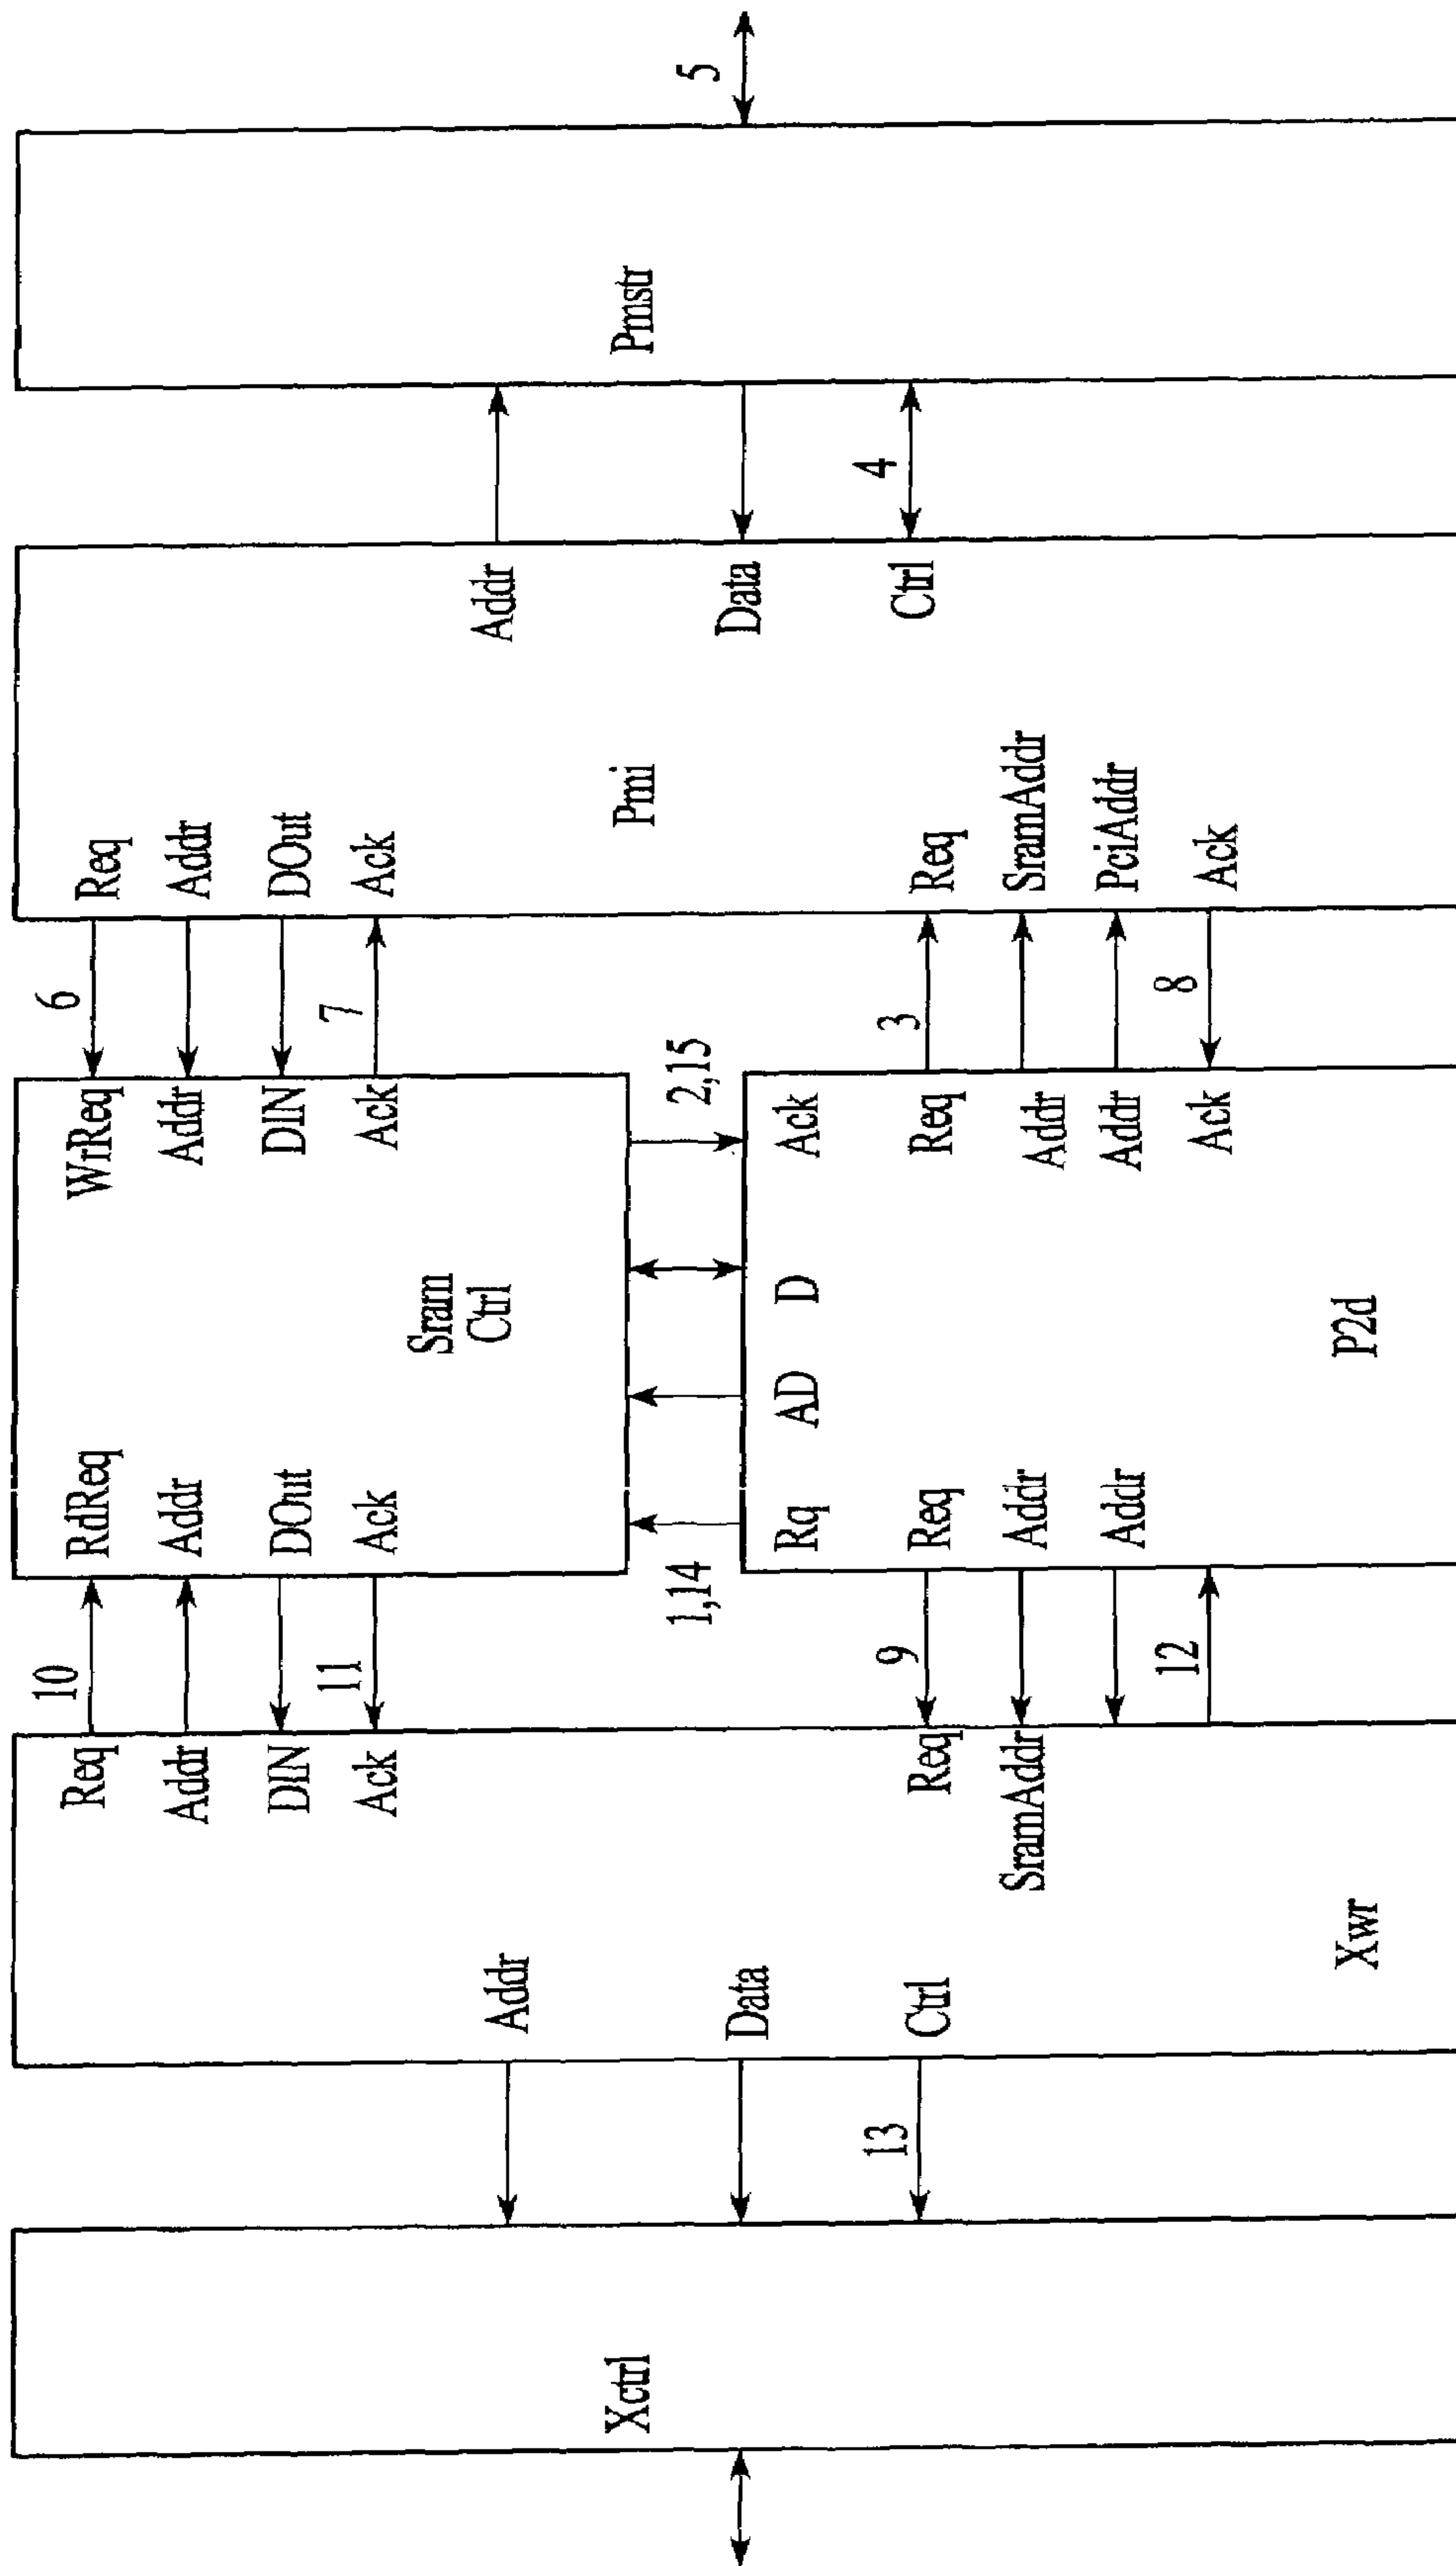 Xctrl
Addr
Data
Ctrl
13
Xwr
Req
Addr
DIN
Ack
Req
SramAddr
10
11
9
12
RdReq
Addr
DOut
Ack
Sram
Ctrl
WrReq
Addr
DIN
Ack
1,14
2,15
Rq
AD
D
Ack
Req
Addr
Addr
P2d
Req
Addr
Addr
Ack
6
7
3
8
Req
Addr
DOut
Ack
Pmi
Req
SramAddr
PciAddr
Ack
Addr
Data
Ctrl
4
Pmstr
5